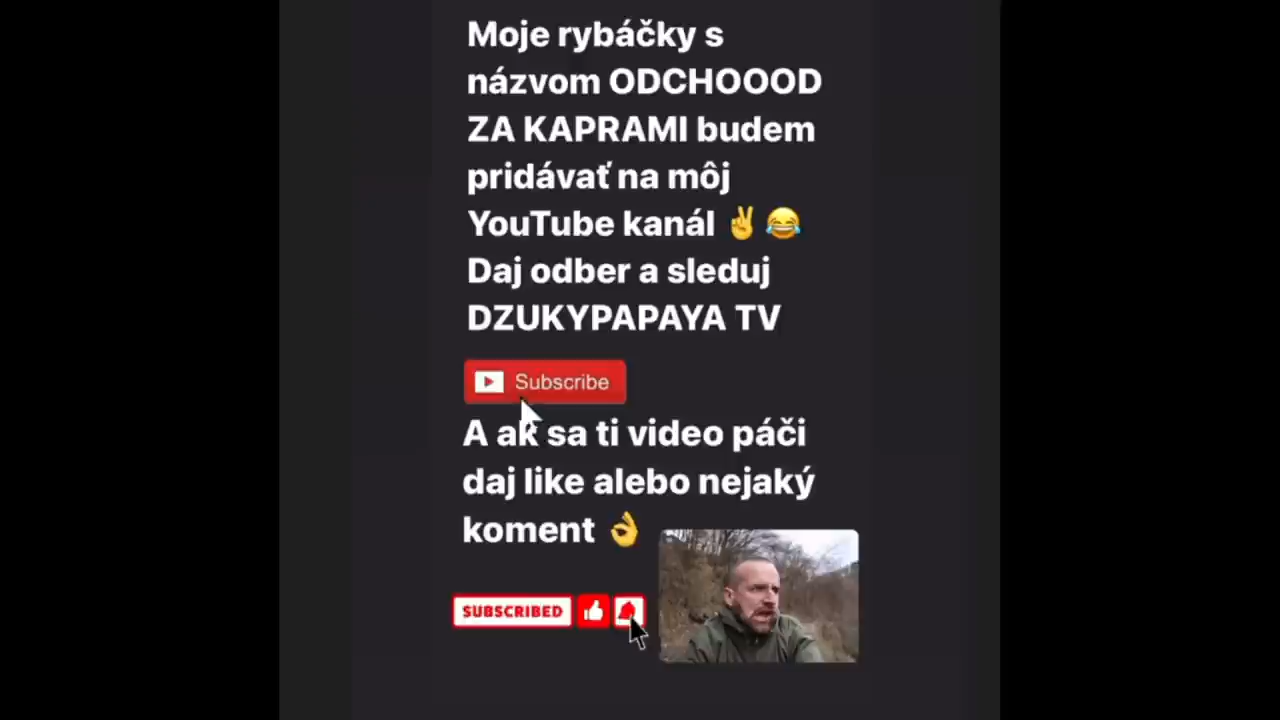 Moje rybáčky s
názvom ODCHOOOD
ZA KAPRAMI budem
pridávať na môj
YouTube kanál ✌️😂
Daj odber a sleduj
DZUKYPAPAYA TV
Subscribe
A ak sa ti video páči
daj like alebo nejaký
koment 👌
SUBSCRIBED